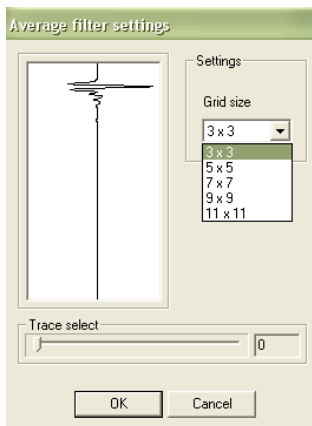 Average filter settings
Settings
Grid size
3 x 3
3 x 3
5 x 5
7 x 7
9 x 9
11 x 11
Trace select
0
OK
Cancel